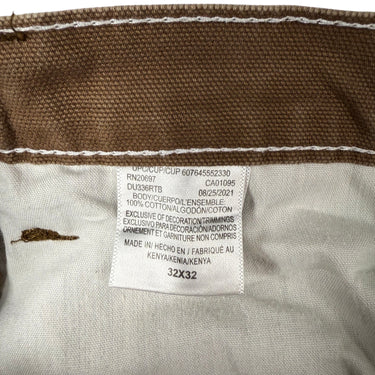 UPC/CUP/CUP 607645552330
RN20697 CA01095
DU336RTB 08/25/2021
BODY/CUERPO/L'ENSEMBLE:
100% COTTON/ALGODÓN/COTON
EXCLUSIVE OF DECORATION/TRIMMINGS
EXCLUSIVO PARA DECORACIÓN/ADORNOS
ORNEMENT ET GARNITURE NON COMPRIS
MADE IN/ HECHO EN / FABRIQUÉ AU
KENYA/KENIA/KENYA
32X32